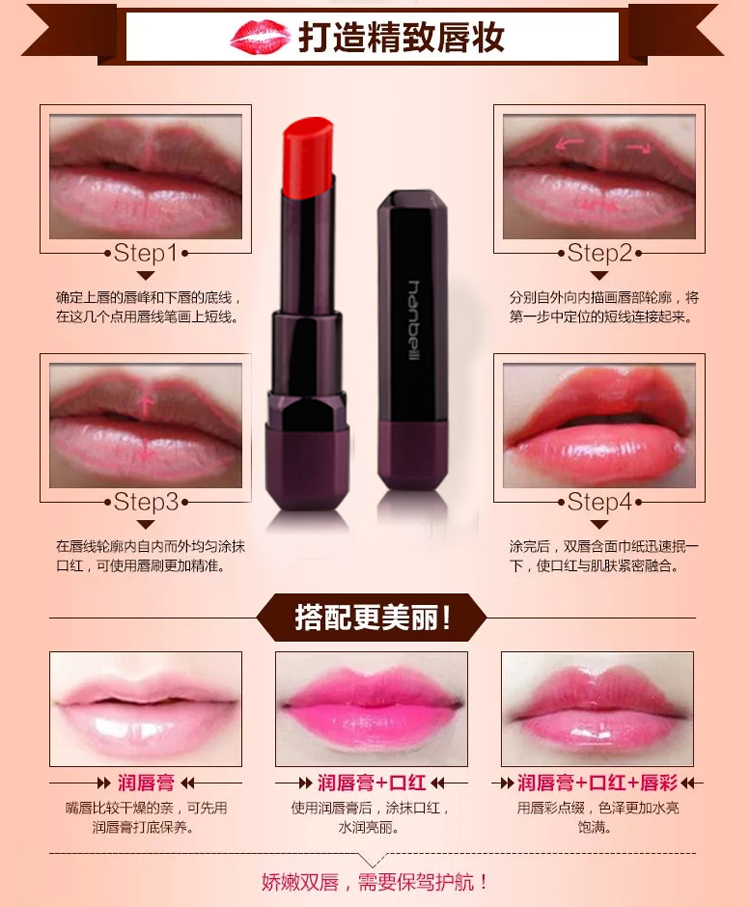 打造精致唇妆
Step1
确定上唇的唇峰和下唇的底线，
在这几个点用唇线笔画上短线。
Step2
分别自外向内描画唇部轮廓，将
第一步中定位的短线连接起来。
hanbeili
Step3
在唇线轮廓内自内而外均匀涂抹
口红，可使用唇刷更加精准。
Step4
涂完后，双唇含面巾纸迅速抿一
下，使口红与肌肤紧密融合。
搭配更美丽！
润唇膏
嘴唇比较干燥的亲，可先用
润唇膏打底保养。
润唇膏+口红
使用润唇膏后，涂抹口红，
水润亮丽。
润唇膏+口红+唇彩
用唇彩点缀，色泽更加水亮
饱满。
娇嫩双唇，需要保驾护航！